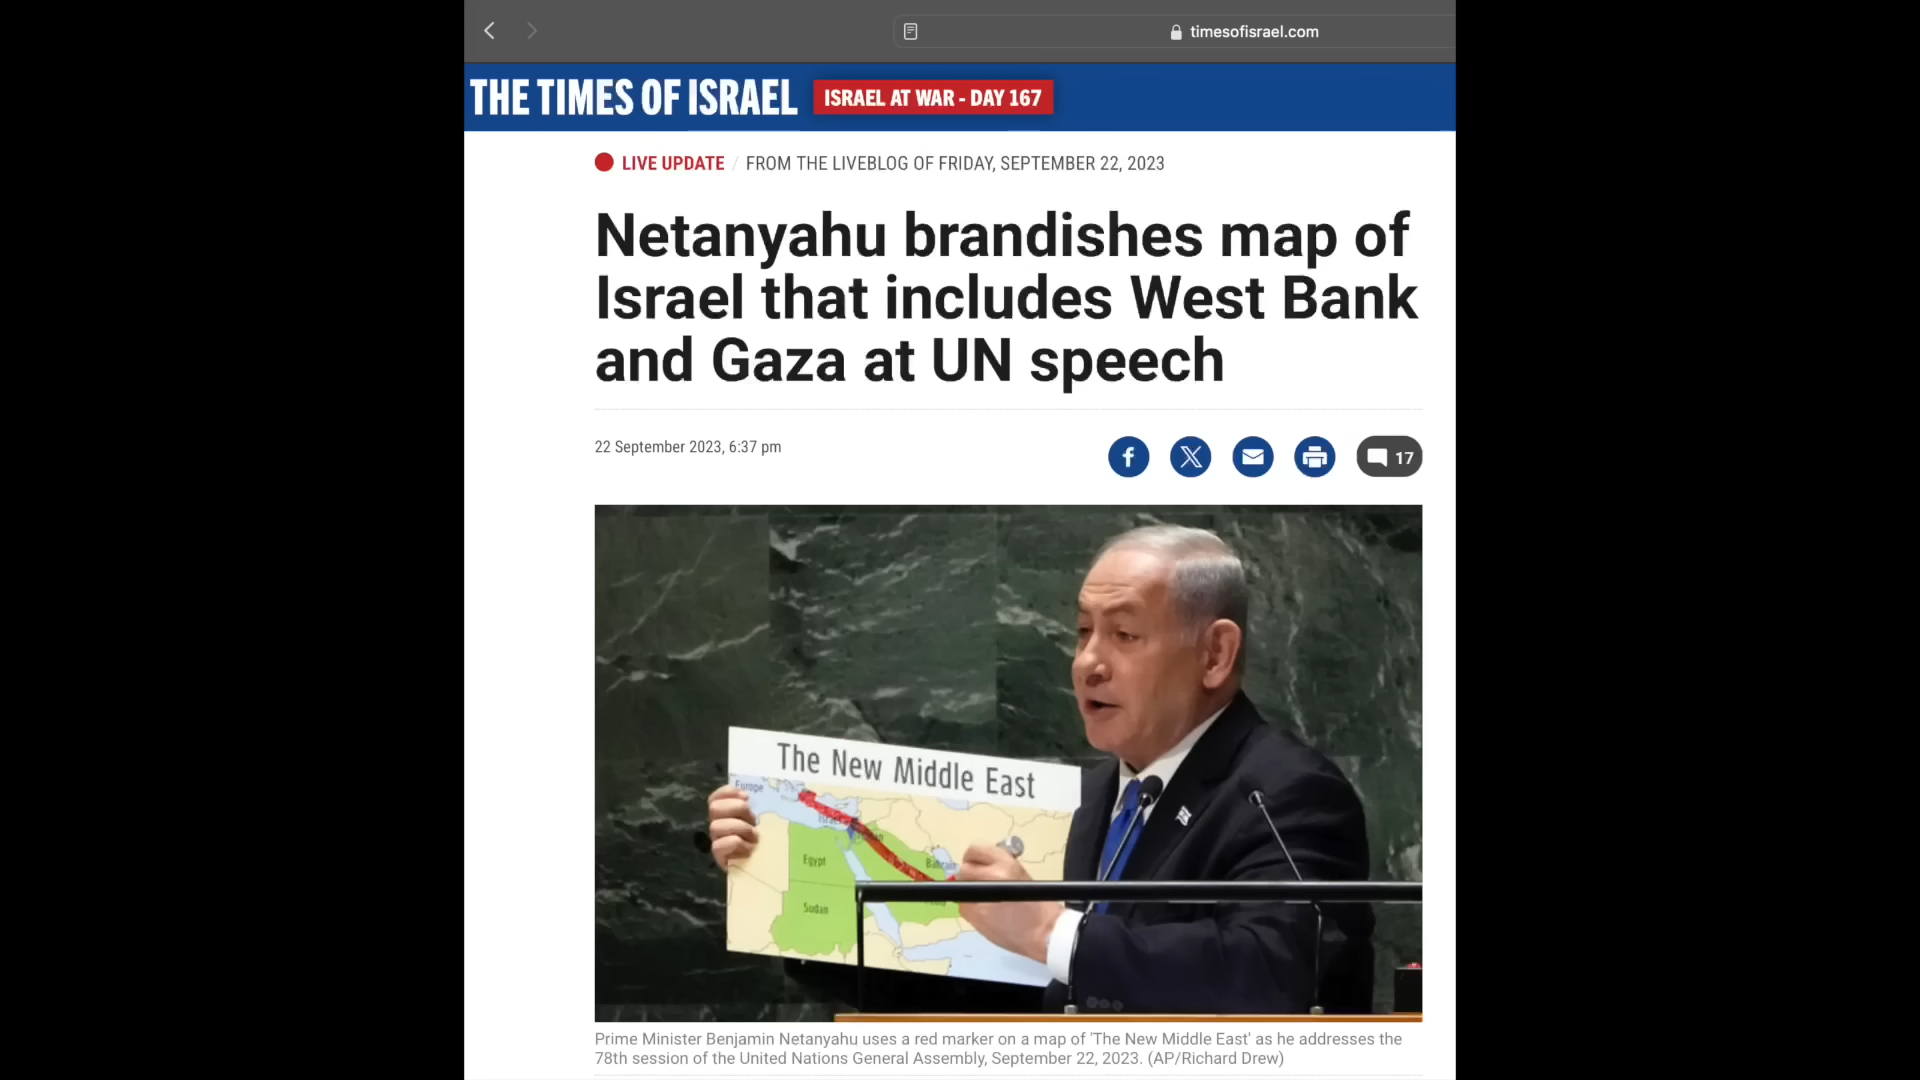 timesofisrael.com
THE TIMES OF ISRAEL
ISRAEL AT WAR - DAY 167
LIVE UPDATE / FROM THE LIVEBLOG OF FRIDAY, SEPTEMBER 22, 2023
Netanyahu brandishes map of
Israel that includes West Bank
and Gaza at UN speech
22 September 2023, 6:37 pm
17
The New Middle East
Europe
Israel
Egypt
Bahrain
Sudan
Prime Minister Benjamin Netanyahu uses a red marker on a map of 'The New Middle East' as he addresses the
78th session of the United Nations General Assembly, September 22, 2023. (AP/Richard Drew)